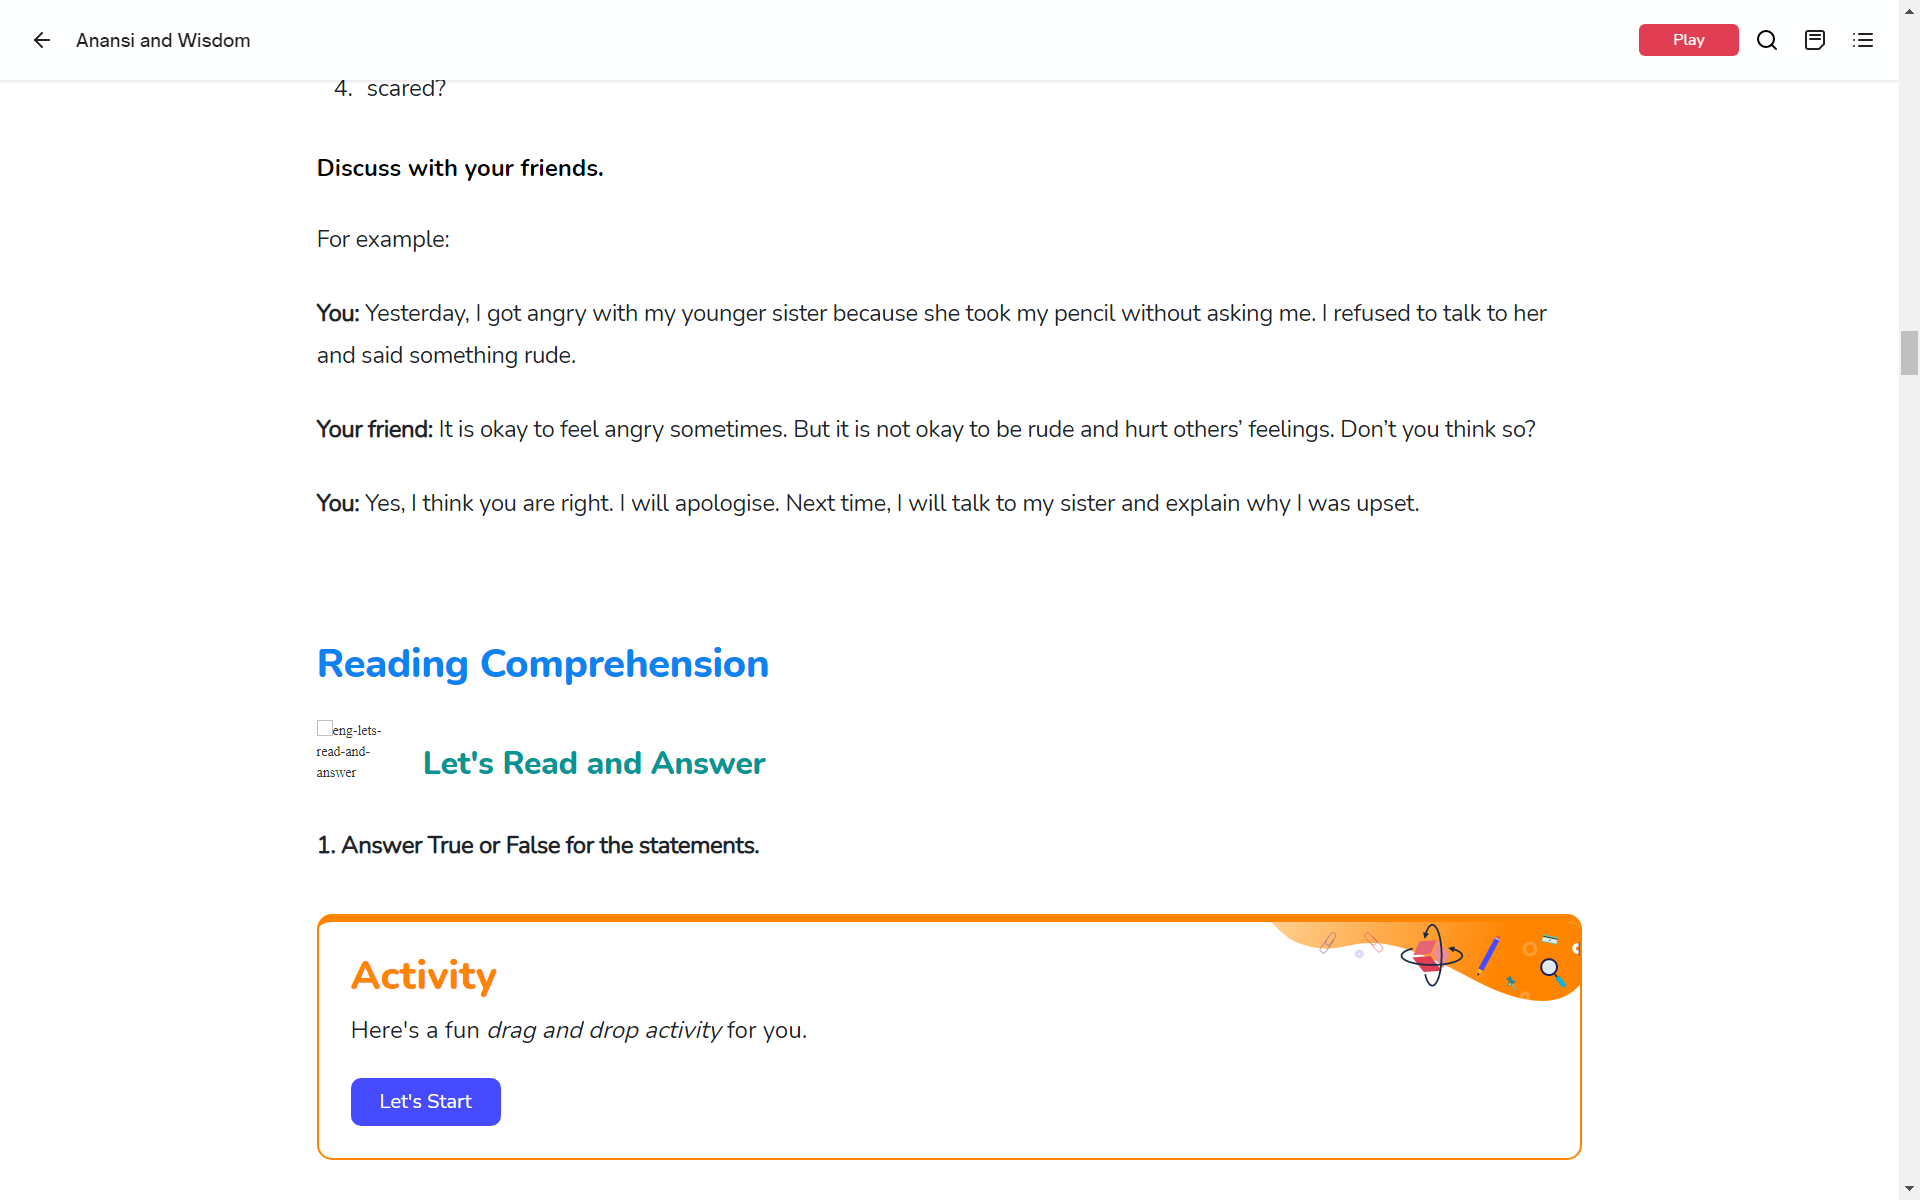 Anansi and Wisdom
Play
4. scared?
Discuss with your friends.
For example:
You: Yesterday, I got angry with my younger sister because she took my pencil without asking me. I refused to talk to her
and said something rude.
Your friend: It is okay to feel angry sometimes. But it is not okay to be rude and hurt others’ feelings. Don’t you think so?
You: Yes, I think you are right. I will apologise. Next time, I will talk to my sister and explain why I was upset.
Reading Comprehension
eng-lets-
read-and-
answer
Let's Read and Answer
1. Answer True or False for the statements.
Activity
Here's a fun drag and drop activity for you.
Let's Start